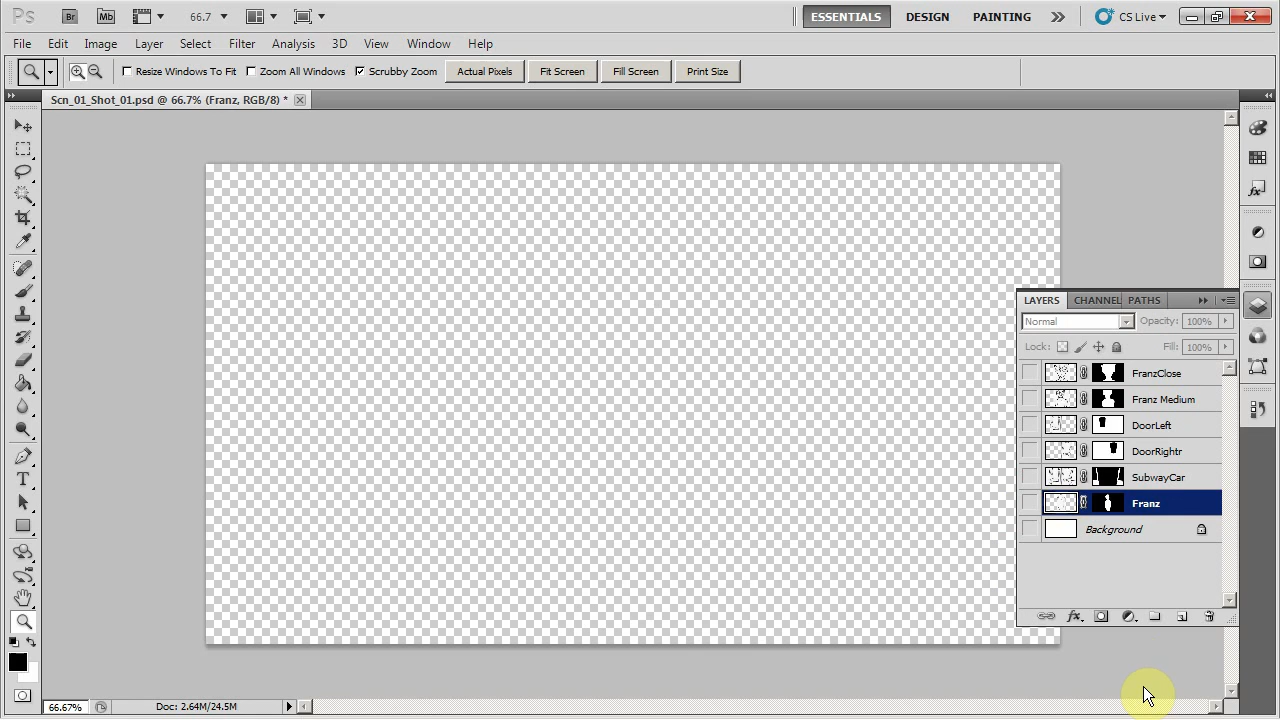 Ps Br Mb 66.7 ESSENTIALS DESIGN PAINTING CS Live
File Edit Image Layer Select Filter Analysis 3D View Window Help
Resize Windows To Fit Zoom All Windows Scrubby Zoom Actual Pixels Fit Screen Fill Screen Print Size
Scn_01_Shot_01.psd @ 66.7% (Franz, RGB/8) *
LAYERS CHANNEL PATHS
Normal Opacity: 100%
Lock: Fill: 100%
FranzClose
Franz Medium
DoorLeft
DoorRightr
SubwayCar
Franz
Background
fx
T
66.67% Doc: 2.64M/24.5M